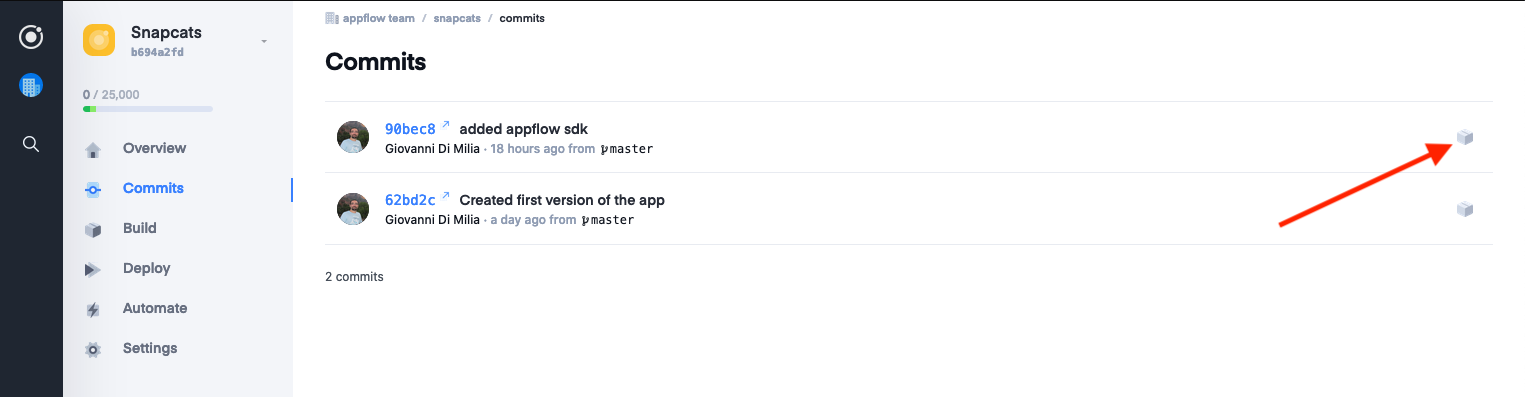 Snapcats
b694a2fd
0 / 25,000
Overview
Commits
Build
Deploy
Automate
Settings
appflow team / snapcats / commits
Commits
90bec8 added appflow sdk
Giovanni Di Milia · 18 hours ago from master
62bd2c Created first version of the app
Giovanni Di Milia · a day ago from master
2 commits